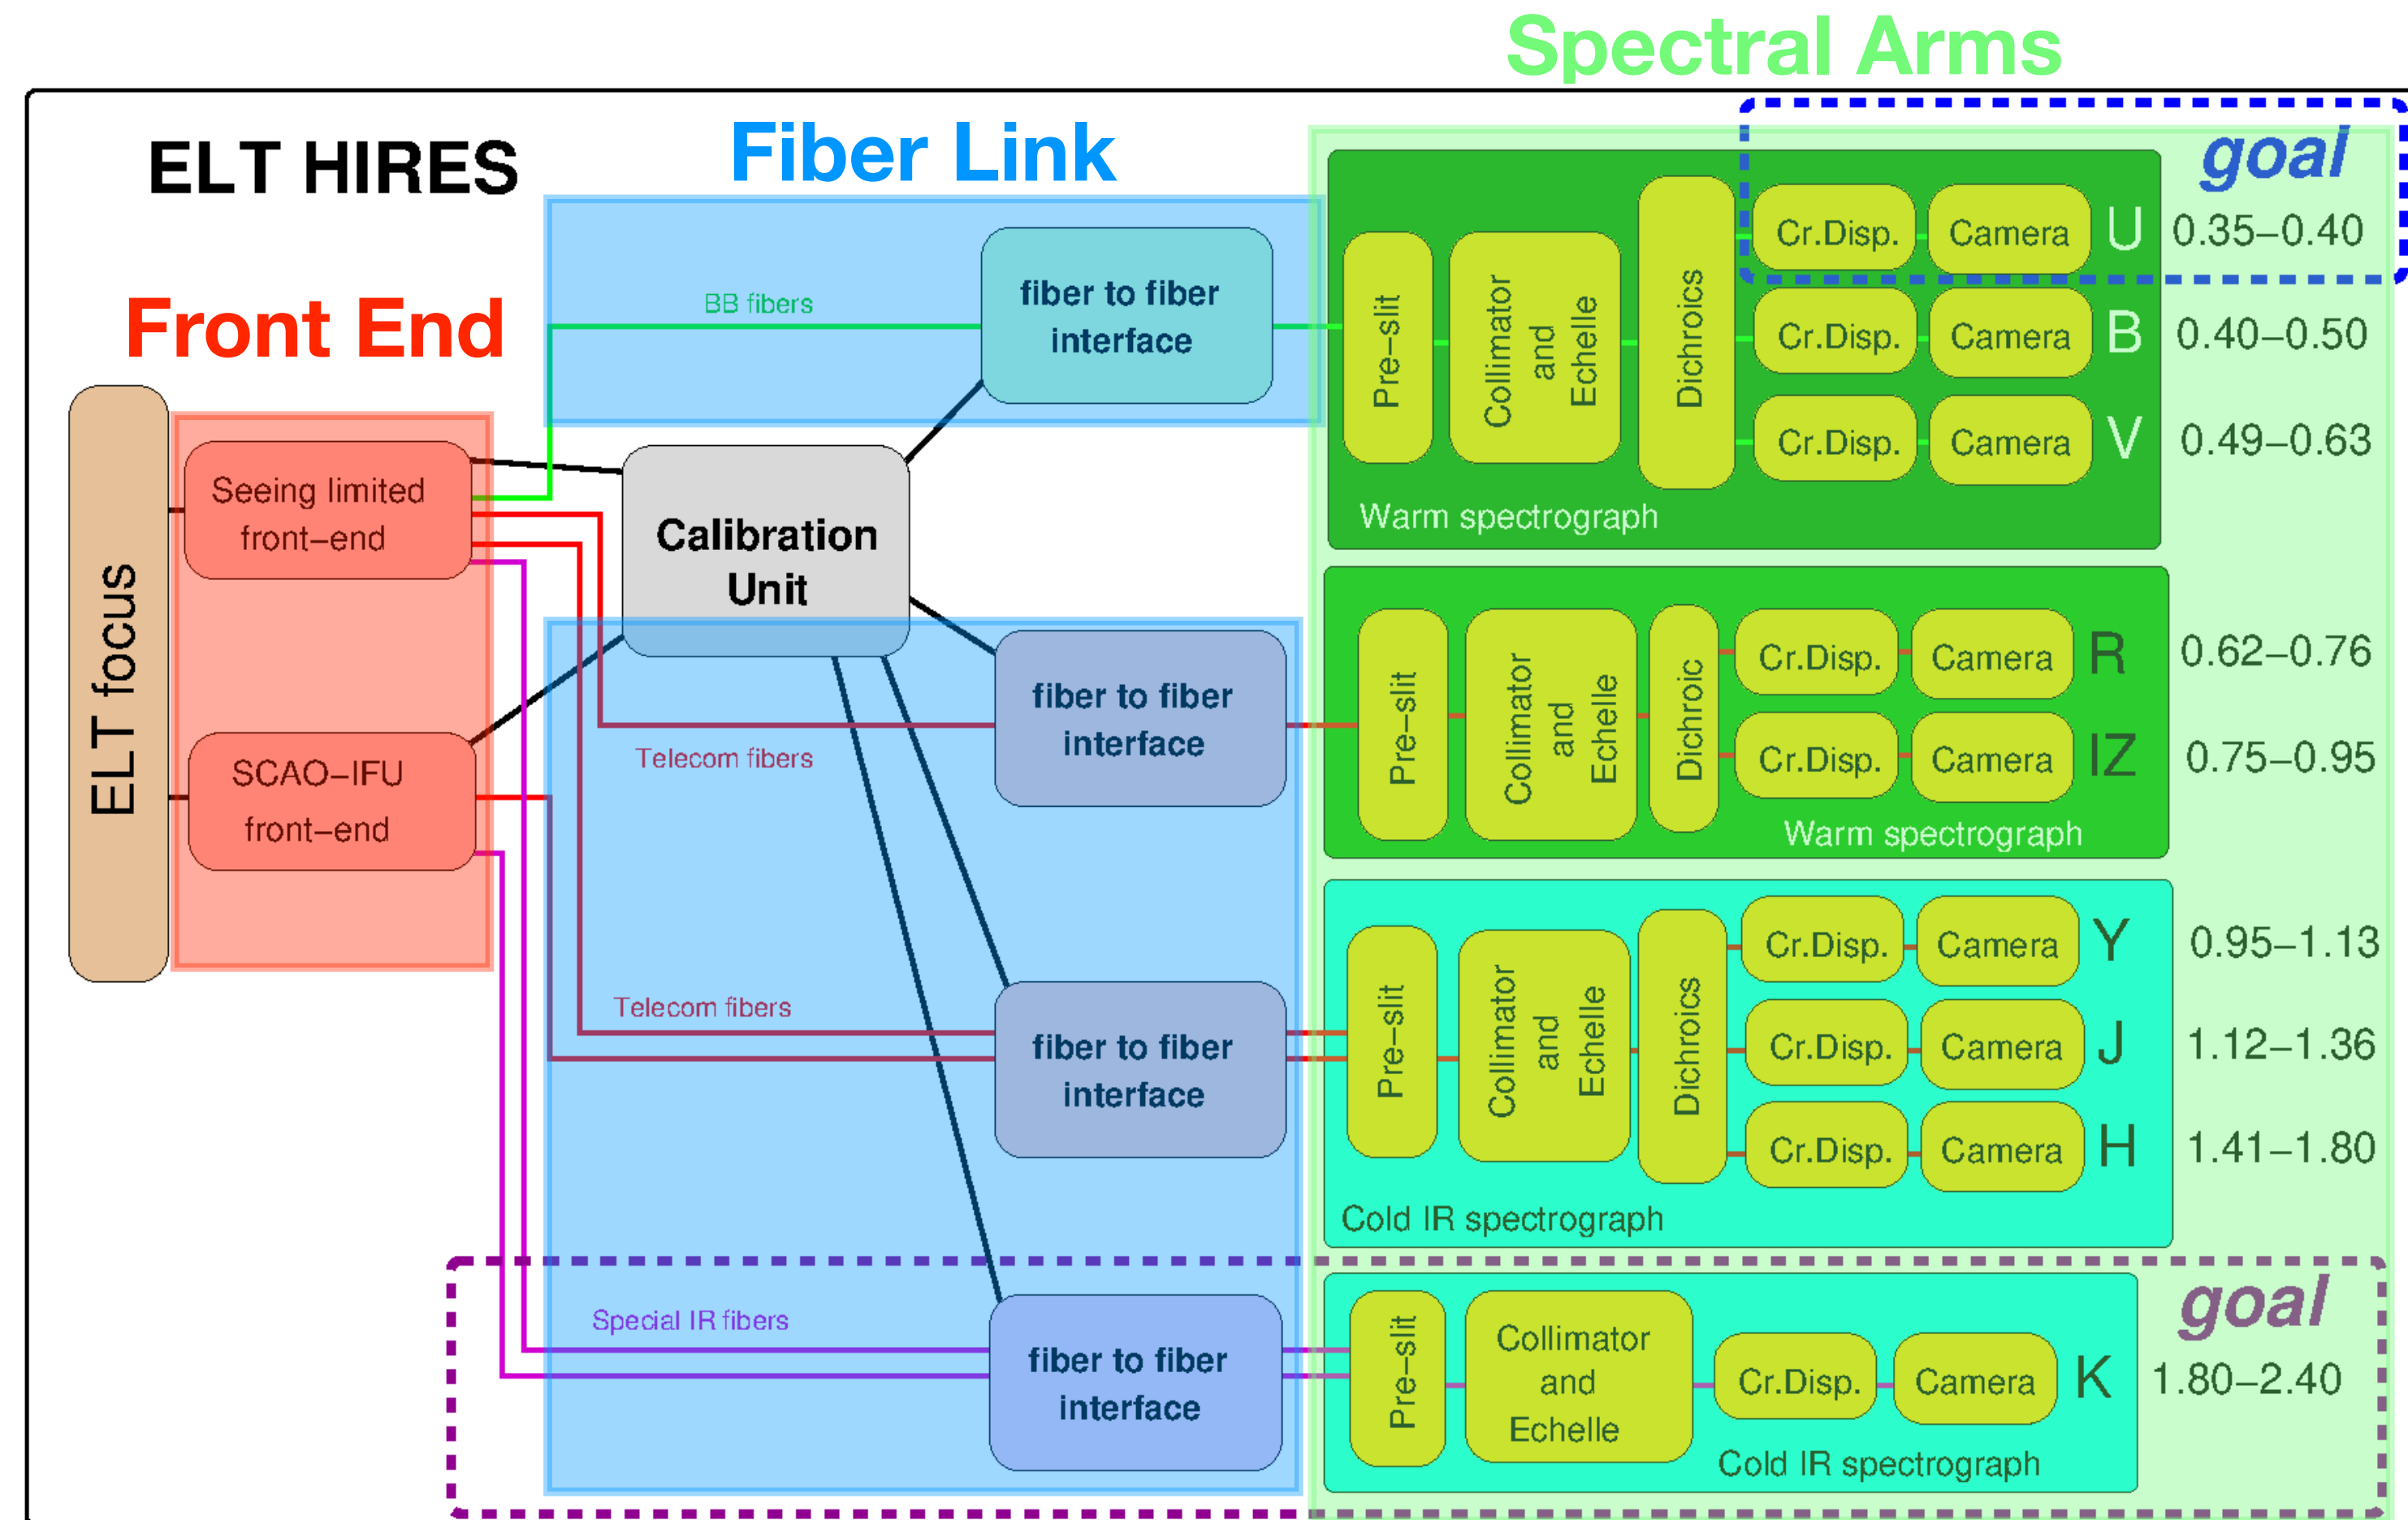 Spectral Arms
ELT HIRES
Fiber Link
Front End
ELT focus
Seeing limited
front–end
SCAO–IFU
front–end
Calibration
Unit
BB fibers
fiber to fiber
interface
Telecom fibers
fiber to fiber
interface
Telecom fibers
fiber to fiber
interface
Special IR fibers
fiber to fiber
interface
Pre–slit
Collimator
and
Echelle
Dichroics
goal
Cr.Disp. Camera U 0.35–0.40
Cr.Disp. Camera B 0.40–0.50
Cr.Disp. Camera V 0.49–0.63
Warm spectrograph
Pre–slit
Collimator
and
Echelle
Dichroic
Cr.Disp. Camera R 0.62–0.76
Cr.Disp. Camera IZ 0.75–0.95
Warm spectrograph
Pre–slit
Collimator
and
Echelle
Dichroics
Cr.Disp. Camera Y 0.95–1.13
Cr.Disp. Camera J 1.12–1.36
Cr.Disp. Camera H 1.41–1.80
Cold IR spectrograph
goal
Pre–slit
Collimator
and
Echelle
Cr.Disp. Camera K 1.80–2.40
Cold IR spectrograph